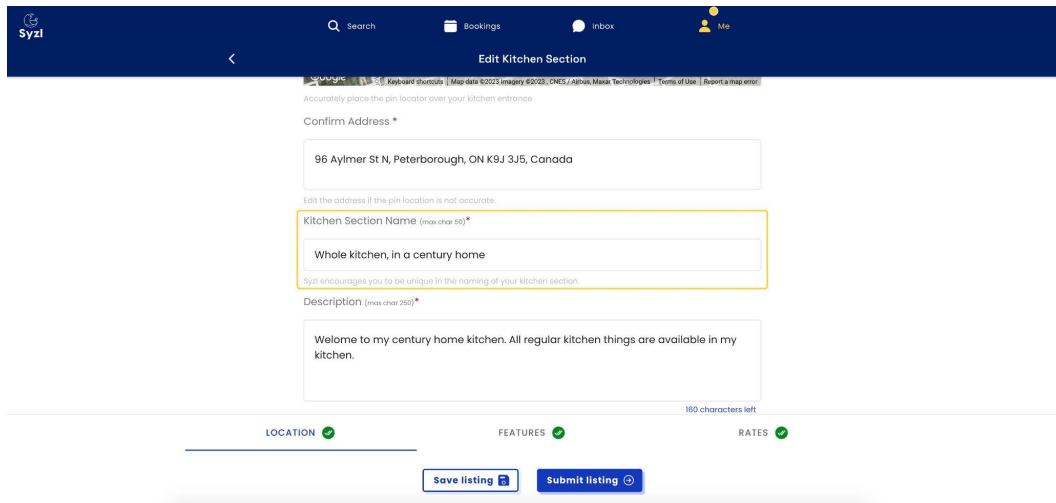 Syzl
Search
Bookings
Inbox
Me
Edit Kitchen Section
Google
Keyboard shortcuts
Map data ©2023 Imagery ©2023 , CNES / Airbus, Maxar Technologies
Terms of Use
Report a map error
Accurately place the pin locator over your kitchen entrance
Confirm Address *
96 Aylmer St N, Peterborough, ON K9J 3J5, Canada
Edit the address if the pin location is not accurate.
Kitchen Section Name (max char 50)*
Whole kitchen, in a century home
Syzl encourages you to be unique in the naming of your kitchen section.
Description (max char 250)*
Welome to my century home kitchen. All regular kitchen things are available in my
kitchen.
160 characters left
LOCATION
FEATURES
RATES
Save listing
Submit listing